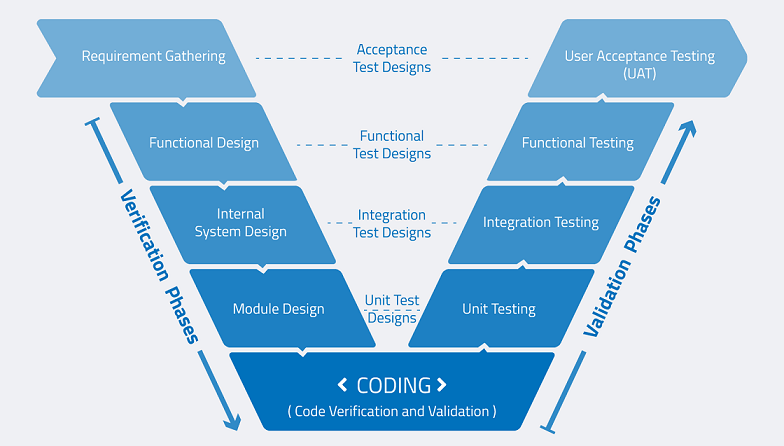 Requirement Gathering
Acceptance
Test Designs
User Acceptance Testing
(UAT)
Functional Design
Functional
Test Designs
Functional Testing
Internal
System Design
Integration
Test Designs
Integration Testing
Module Design
Unit Test
Designs
Unit Testing
Verification Phases
Validation Phases
< CODING >
( Code Verification and Validation )